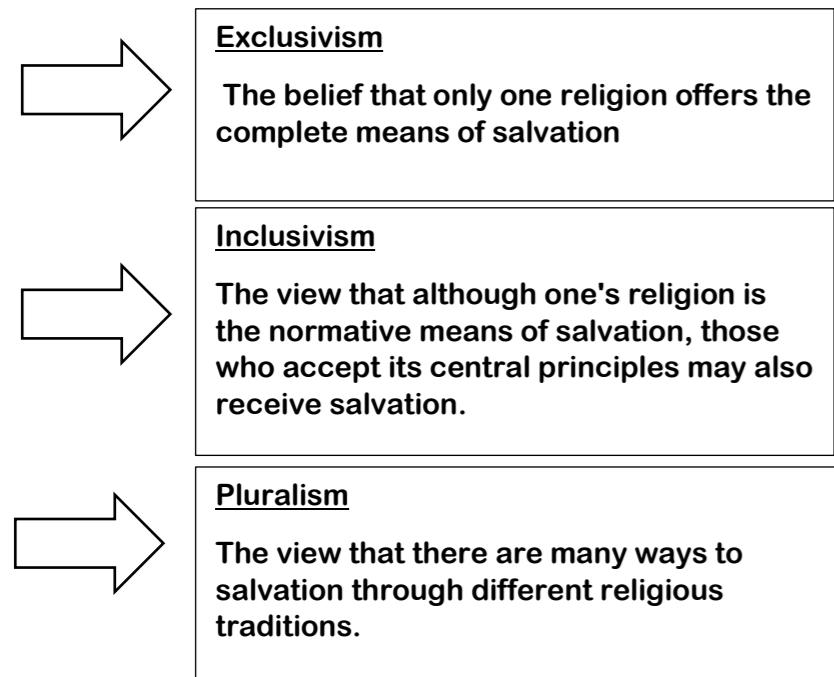 Exclusivism
The belief that only one religion offers the
complete means of salvation
Inclusivism
The view that although one's religion is
the normative means of salvation, those
who accept its central principles may also
receive salvation.
Pluralism
The view that there are many ways to
salvation through different religious
traditions.